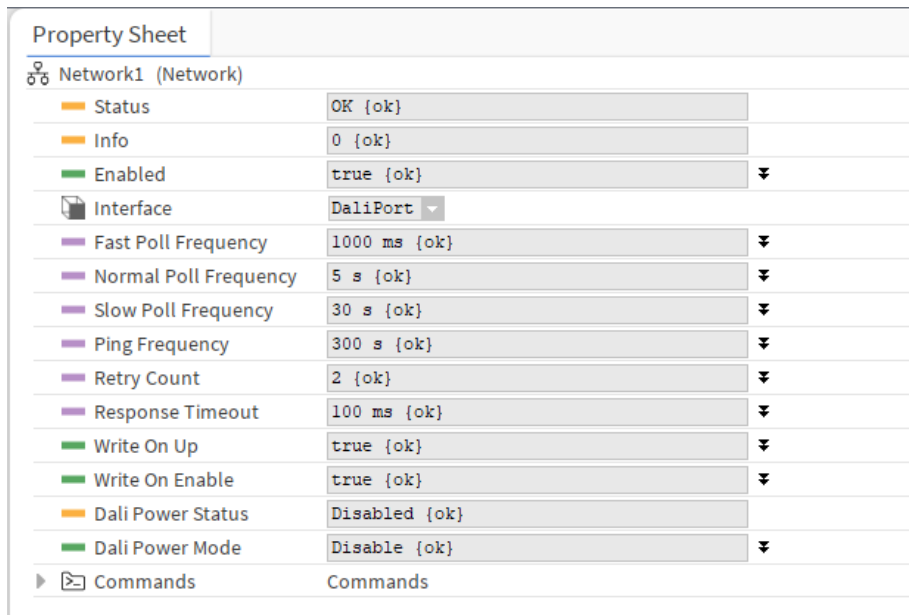 Property Sheet
Network1 (Network)
Status OK {ok}
Info 0 {ok}
Enabled true {ok}
Interface DaliPort
Fast Poll Frequency 1000 ms {ok}
Normal Poll Frequency 5 s {ok}
Slow Poll Frequency 30 s {ok}
Ping Frequency 300 s {ok}
Retry Count 2 {ok}
Response Timeout 100 ms {ok}
Write On Up true {ok}
Write On Enable true {ok}
Dali Power Status Disabled {ok}
Dali Power Mode Disable {ok}
Commands Commands